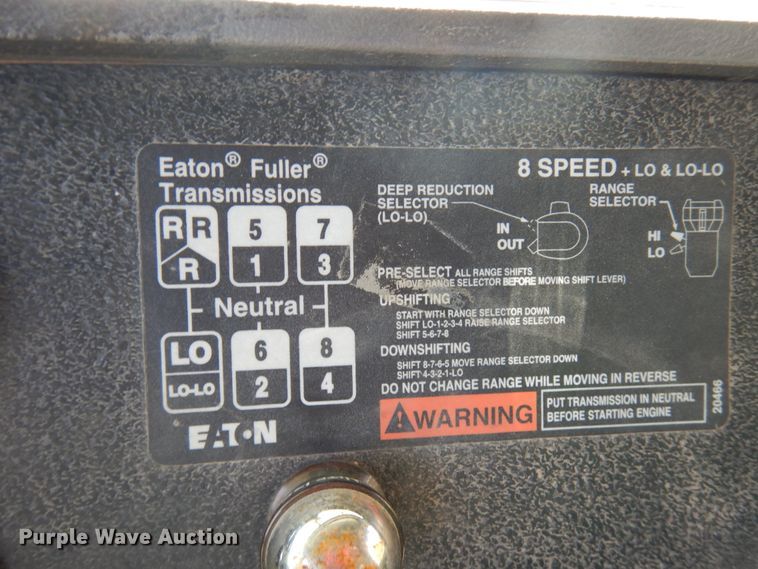 Eaton® Fuller®
Transmissions
8 SPEED + LO & LO-LO
R R
R
5
1
7
3
Neutral
LO
LO-LO
6
2
8
4
EATON
DEEP REDUCTION
SELECTOR
(LO-LO)
IN
OUT
RANGE
SELECTOR
HI
LO
PRE-SELECT ALL RANGE SHIFTS
(MOVE RANGE SELECTOR BEFORE MOVING SHIFT LEVER)
UPSHIFTING
START WITH RANGE SELECTOR DOWN
SHIFT LO-1-2-3-4 RAISE RANGE SELECTOR
SHIFT 5-6-7-8
DOWNSHIFTING
SHIFT 8-7-6-5 MOVE RANGE SELECTOR DOWN
SHIFT 4-3-2-1-LO
DO NOT CHANGE RANGE WHILE MOVING IN REVERSE
WARNING
PUT TRANSMISSION IN NEUTRAL
BEFORE STARTING ENGINE
20466
Purple Wave Auction